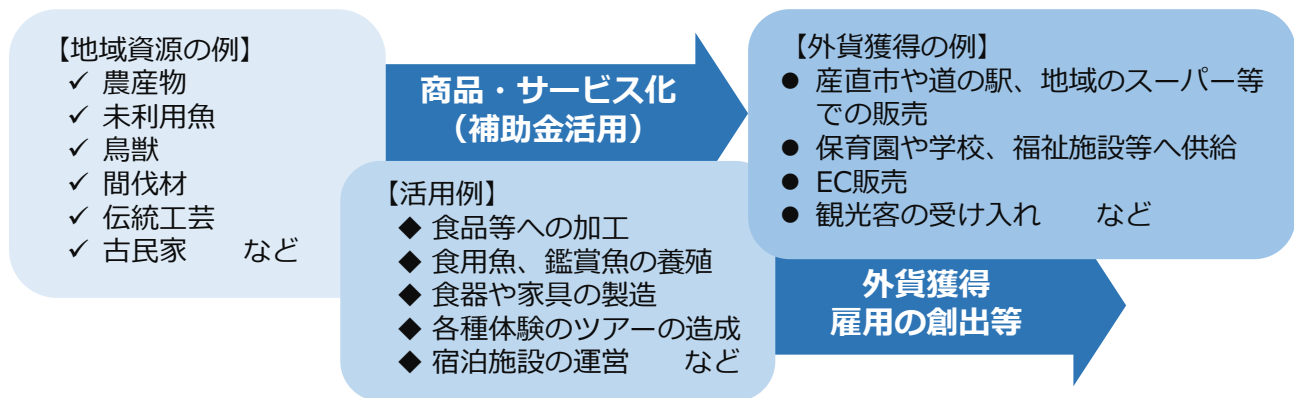 【地域資源の例】
✓ 農産物
✓ 未利用魚
✓ 鳥獣
✓ 間伐材
✓ 伝統工芸
✓ 古民家　　など
商品・サービス化
（補助金活用）
【活用例】
◆ 食品等への加工
◆ 食用魚、鑑賞魚の養殖
◆ 食器や家具の製造
◆ 各種体験のツアーの造成
◆ 宿泊施設の運営　　など
【外貨獲得の例】
● 産直市や道の駅、地域のスーパー等
での販売
● 保育園や学校、福祉施設等へ供給
● EC販売
● 観光客の受け入れ　　など
外貨獲得
雇用の創出等